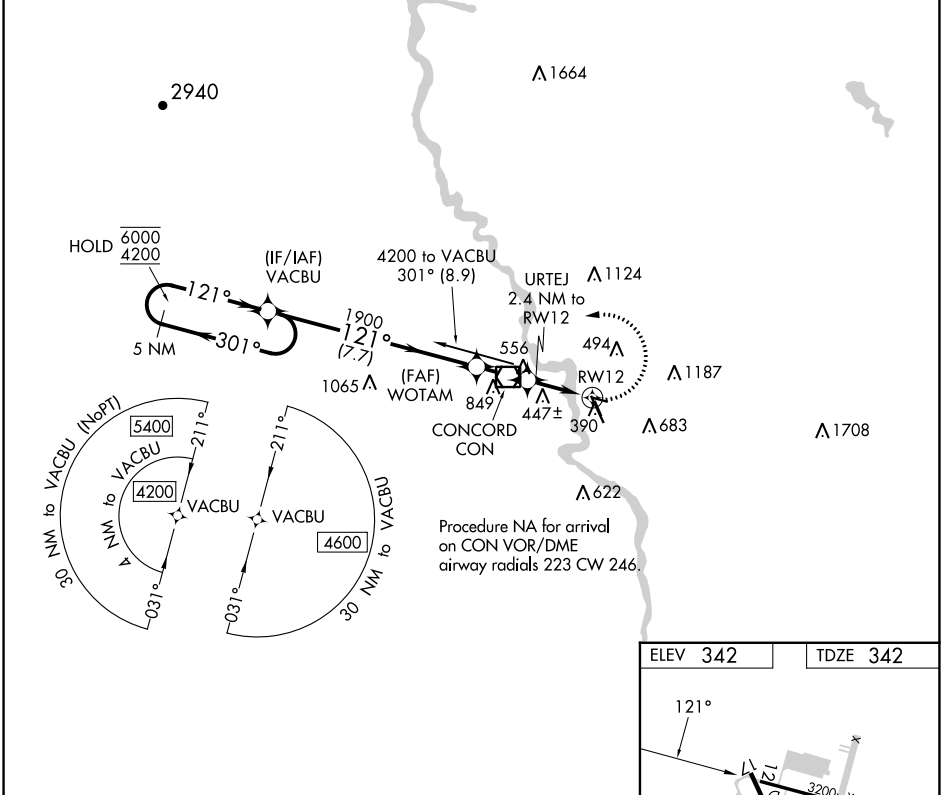 1664
2940
HOLD 6000
4200
(IF/IAF)
VACBU
4200 to VACBU
301° (8.9)
URTEJ
2.4 NM to
RW12
1124
121°
301°
5 NM
1900
121°
(7.7)
556
494
1187
1065
(FAF)
WOTAM
849
447±
RW12
390
683
1708
CONCORD
CON
622
30 NM to VACBU (NoPT)
5400
211°
4 NM to VACBU
4200
VACBU
031°
211°
VACBU
4600
30 NM to VACBU
031°
Procedure NA for arrival
on CON VOR/DME
airway radials 223 CW 246.
ELEV 342
TDZE 342
121°
17
12
3200